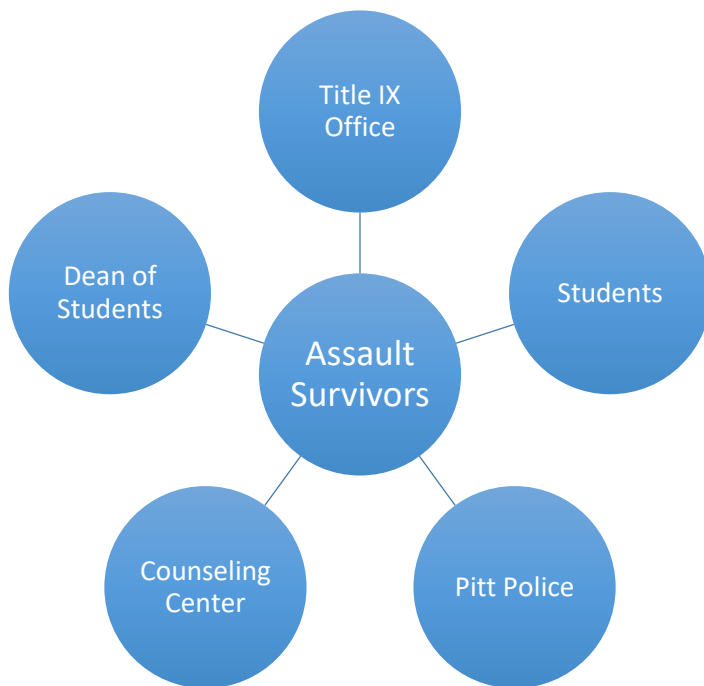 Title IX
Office
Dean of
Students
Students
Assault
Survivors
Counseling
Center
Pitt Police